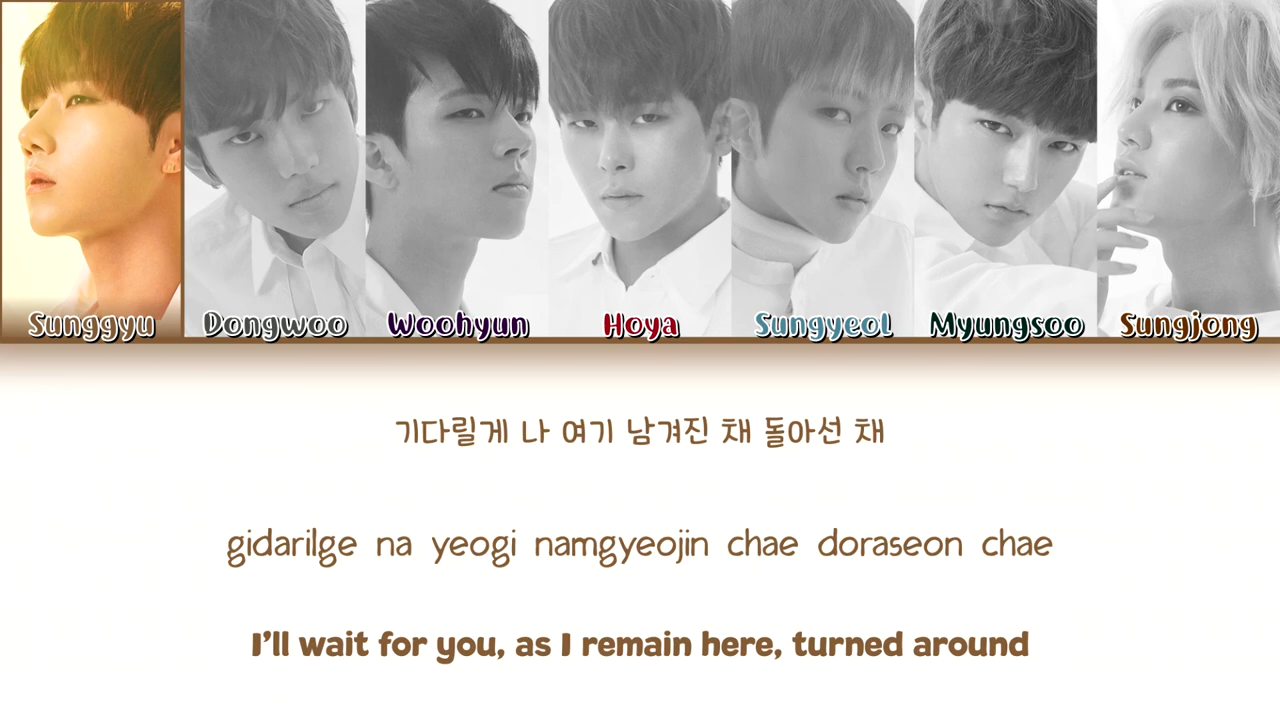 Sunggyu Dongwoo Woohyun Hoya Sungyeol Myungsoo Sungjong
기다릴게 나 여기 남겨진 채 돌아선 채
gidarilge na yeogi namgyeojin chae doraseon chae
I'll wait for you, as I remain here, turned around